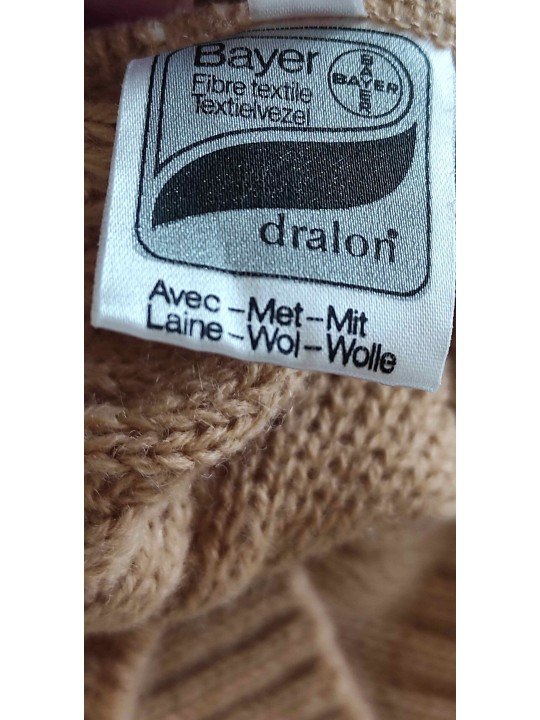 Bayer
Fibre textile
Textielvezel
BAYER
BAYER
dralon
Avec - Met - Mit
Laine - Wol - Wolle